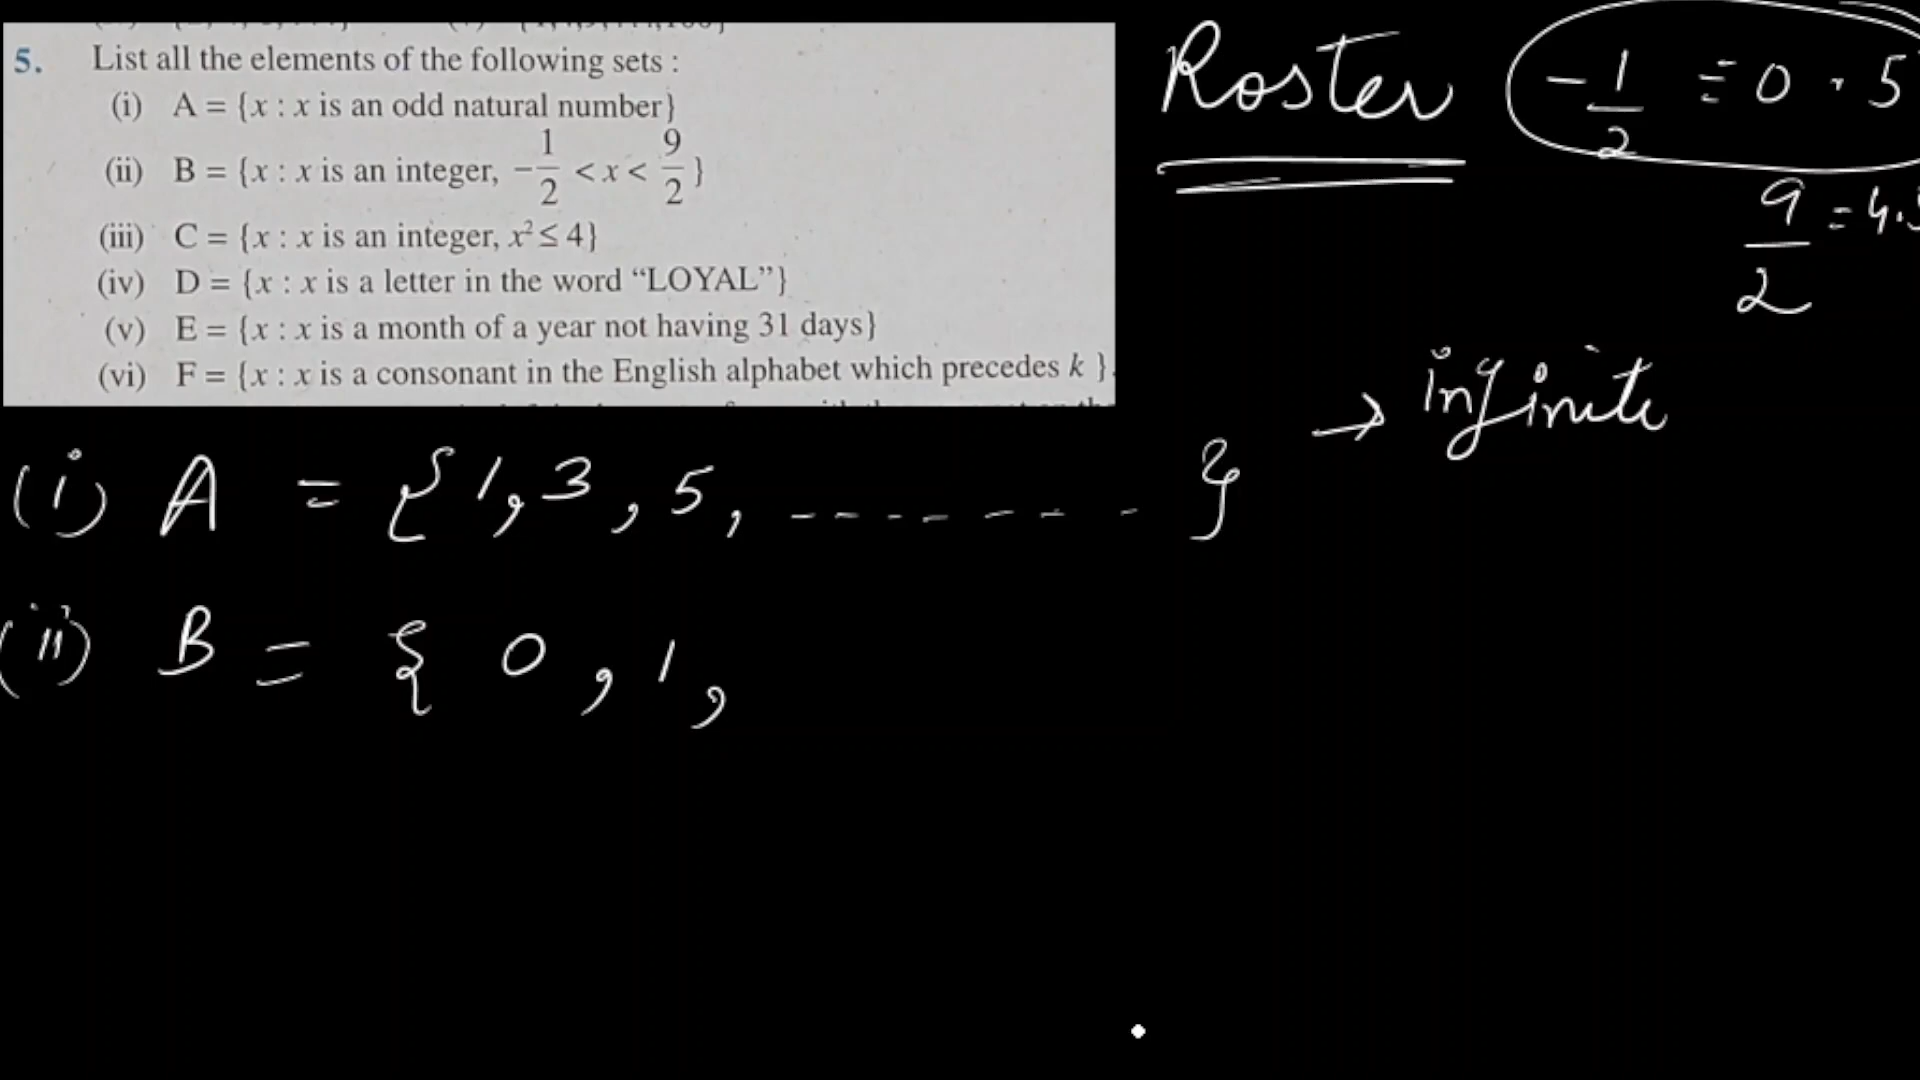 5. List all the elements of the following sets :
(i) A = {x : x is an odd natural number}
(ii) B = {x : x is an integer, -1/2 < x < 9/2}
(iii) C = {x : x is an integer, x² ≤ 4}
(iv) D = {x : x is a letter in the word “LOYAL”}
(v) E = {x : x is a month of a year not having 31 days}
(vi) F = {x : x is a consonant in the English alphabet which precedes k }.
Roster
-1/2 = 0.5
9/2 = 4.
(i) A = {1, 3, 5, ........} → infinite
(ii) B = { 0, 1,